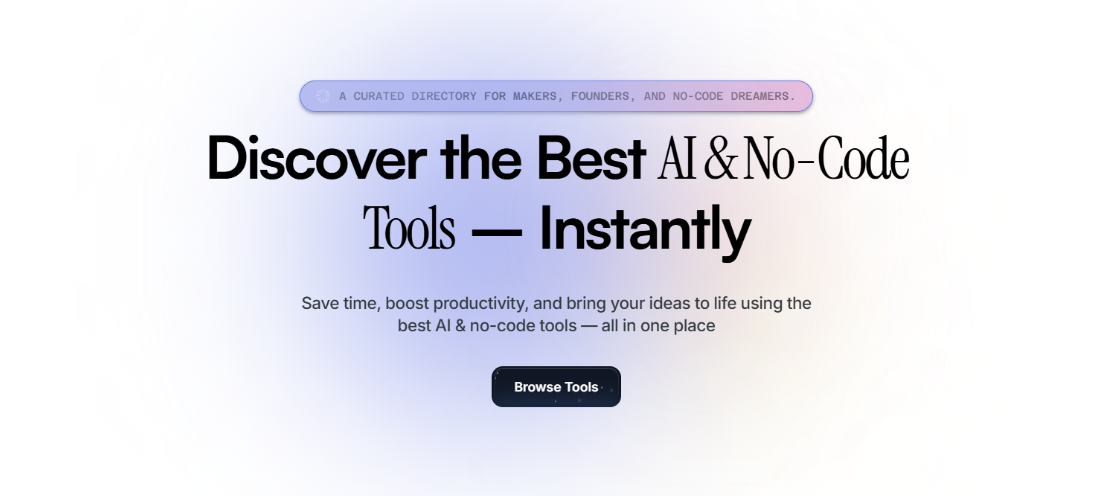 A CURATED DIRECTORY FOR MAKERS, FOUNDERS, AND NO-CODE DREAMERS.
Discover the Best AI & No-Code
Tools — Instantly
Save time, boost productivity, and bring your ideas to life using the
best AI & no-code tools — all in one place
Browse Tools